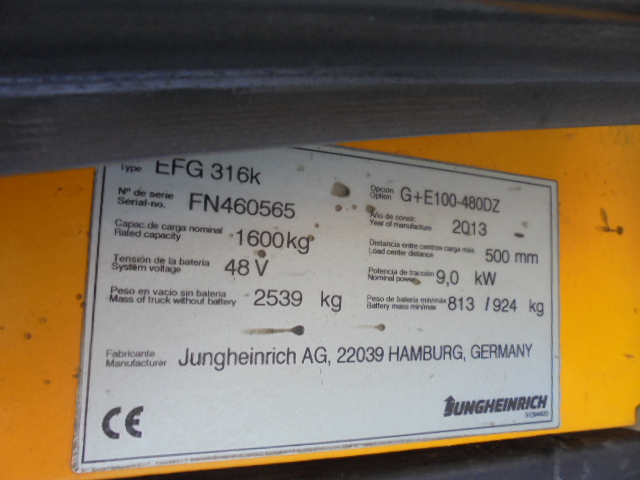 Type EFG 316k
Opción
Option G+E100-480DZ
N° de serie
Serial-no. FN460565
Año de constr.
Year of manufacture 2013
Capac. de carga nominal
Rated capacity 1600 kg
Distancia entre centros carga máx.
Load center distance 500 mm
Tensión de la batería
System voltage 48 V
Potencia de tracción
Nominal power 9,0 kW
Peso en vacio sin batería
Mass of truck without battery 2539 kg
Peso de batería min/máx
Battery mass min/max 813 / 924 kg
Fabricante
Manufacturer Jungheinrich AG, 22039 HAMBURG, GERMANY
CE
JUNGHEINRICH